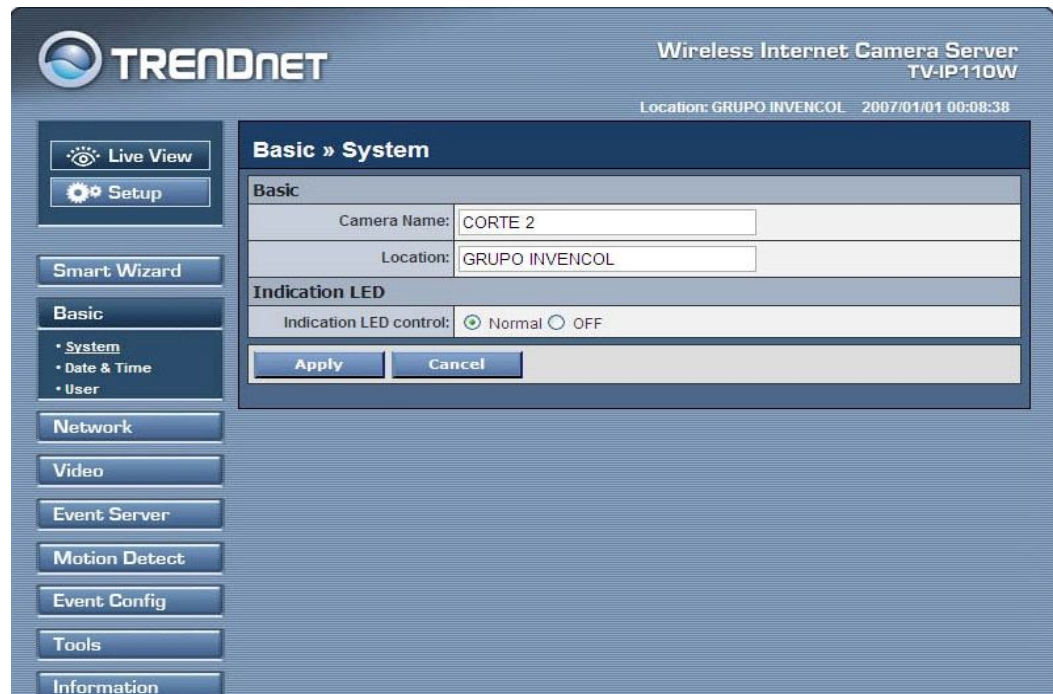 TRENDNET
Wireless Internet Camera Server
TV-IP110W
Location: GRUPO INVENCOL 2007/01/01 00:08:38
Live View
Setup
Smart Wizard
Basic
• System
• Date & Time
• User
Network
Video
Event Server
Motion Detect
Event Config
Tools
Information
Basic » System
Basic
Camera Name: CORTE 2
Location: GRUPO INVENCOL
Indication LED
Indication LED control: Normal OFF
Apply Cancel